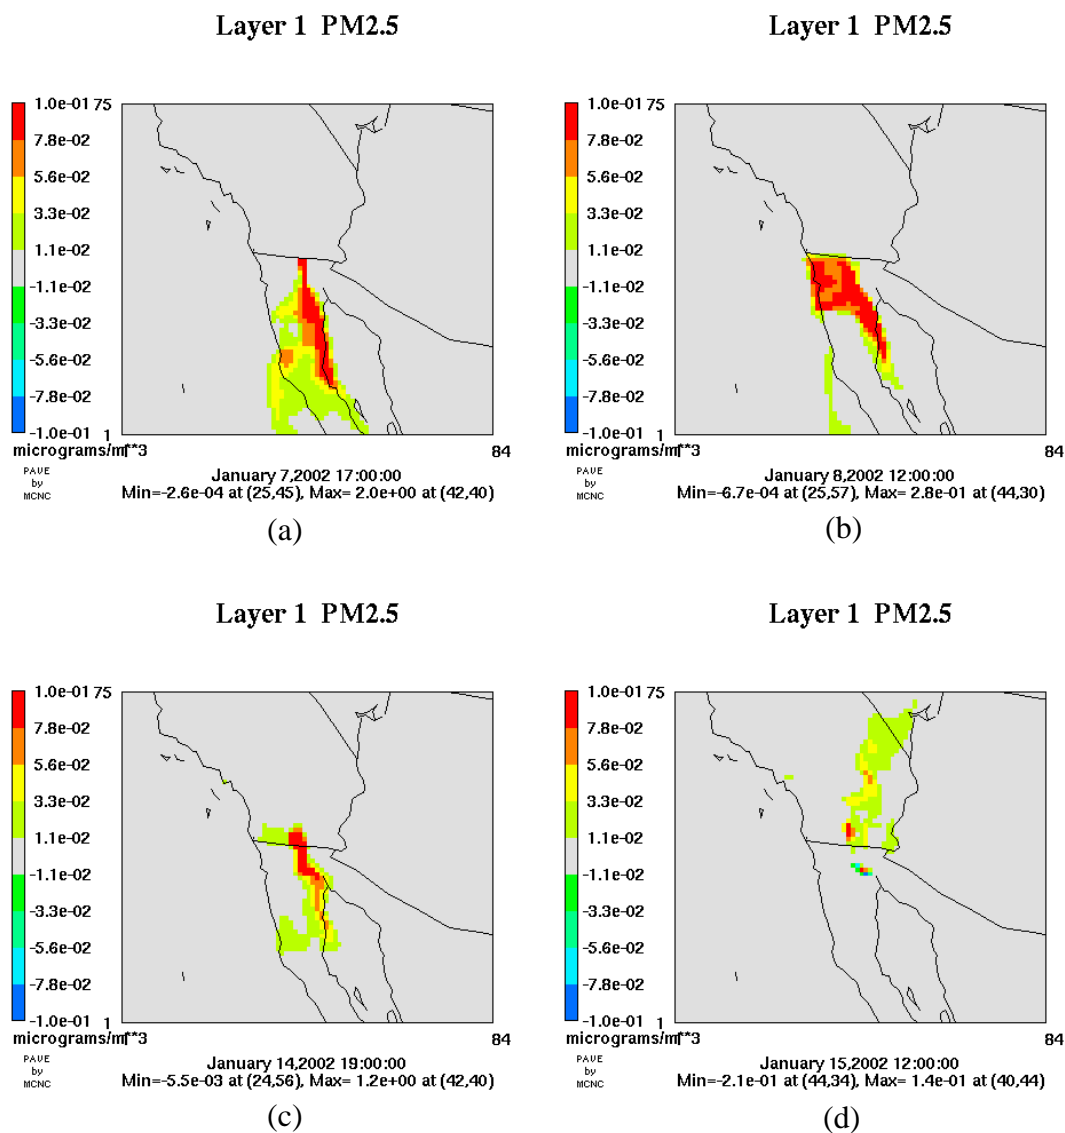 Layer 1 PM2.5
1.0e-01 75
7.8e-02
5.6e-02
3.3e-02
1.1e-02
-1.1e-02
-3.3e-02
-5.6e-02
-7.8e-02
-1.0e-01 1
micrograms/m**3
1
84
PAVE
by
MCNC
January 7,2002 17:00:00
Min=-2.6e-04 at (25,45), Max= 2.0e+00 at (42,40)
(a)
Layer 1 PM2.5
1.0e-01 75
7.8e-02
5.6e-02
3.3e-02
1.1e-02
-1.1e-02
-3.3e-02
-5.6e-02
-7.8e-02
-1.0e-01 1
micrograms/m**3
1
84
PAVE
by
MCNC
January 8,2002 12:00:00
Min=-6.7e-04 at (25,57), Max= 2.8e-01 at (44,30)
(b)
Layer 1 PM2.5
1.0e-01 75
7.8e-02
5.6e-02
3.3e-02
1.1e-02
-1.1e-02
-3.3e-02
-5.6e-02
-7.8e-02
-1.0e-01 1
micrograms/m**3
1
84
PAVE
by
MCNC
January 14,2002 19:00:00
Min=-5.5e-03 at (24,56), Max= 1.2e+00 at (42,40)
(c)
Layer 1 PM2.5
1.0e-01 75
7.8e-02
5.6e-02
3.3e-02
1.1e-02
-1.1e-02
-3.3e-02
-5.6e-02
-7.8e-02
-1.0e-01 1
micrograms/m**3
1
84
PAVE
by
MCNC
January 15,2002 12:00:00
Min=-2.1e-01 at (44,34), Max= 1.4e-01 at (40,44)
(d)